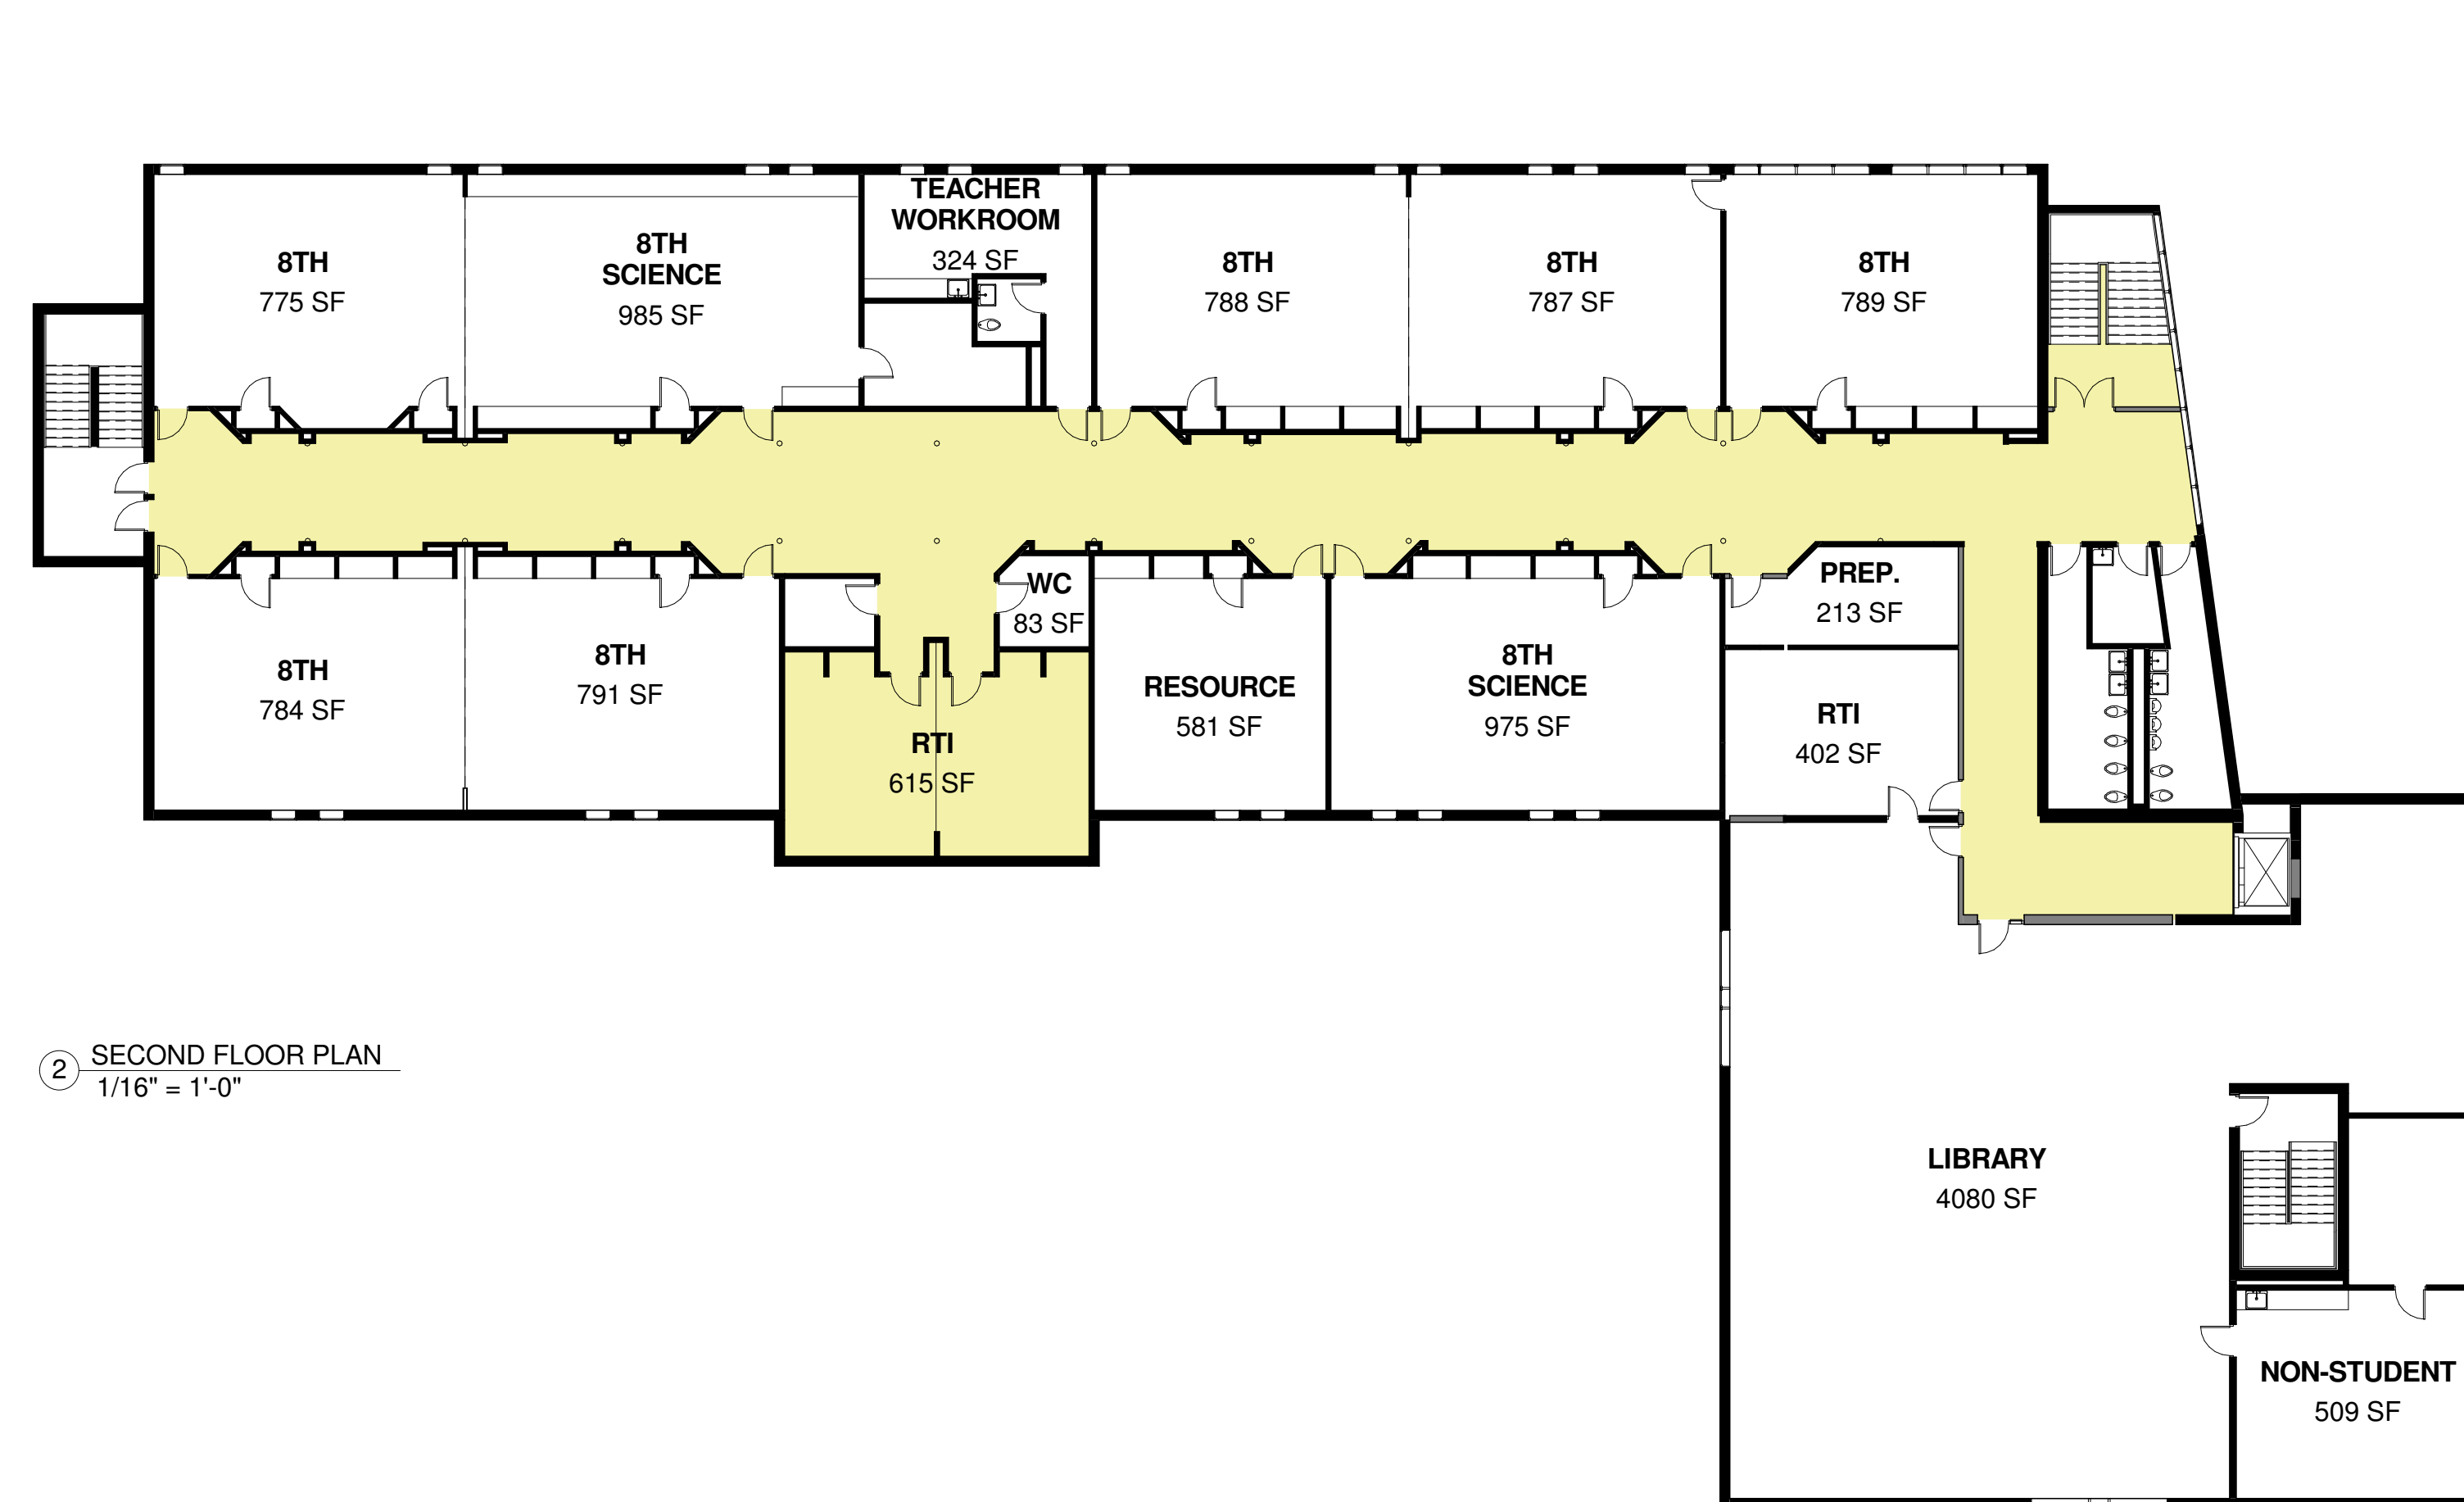 TEACHER
WORKROOM
324 SF
8TH
775 SF
8TH
SCIENCE
985 SF
8TH
788 SF
8TH
787 SF
8TH
789 SF
WC
83 SF
PREP.
213 SF
8TH
784 SF
8TH
791 SF
RTI
615 SF
RESOURCE
581 SF
8TH
SCIENCE
975 SF
RTI
402 SF
2
SECOND FLOOR PLAN
1/16" = 1'-0"
LIBRARY
4080 SF
NON-STUDENT
509 SF